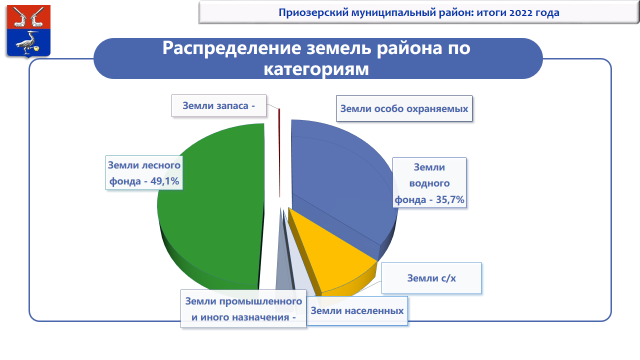 Приозерский муниципальный район: итоги 2022 года
Распределение земель района по
категориям
Земли запаса -
Земли особо охраняемых
Земли лесного
фонда - 49,1%
Земли
водного
фонда - 35,7%
Земли с/х
Земли промышленного
и иного назначения -
Земли населенных